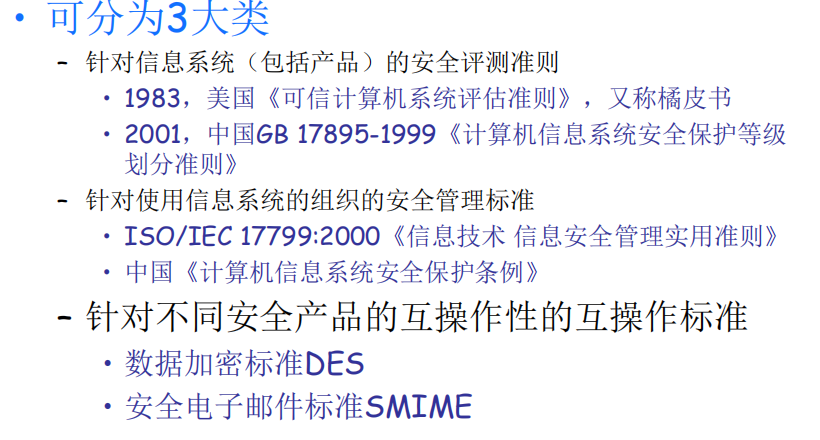 • 可分为3大类
– 针对信息系统（包括产品）的安全评测准则
• 1983，美国《可信计算机系统评估准则》，又称橘皮书
• 2001，中国GB 17895-1999《计算机信息系统安全保护等级
划分准则》
– 针对使用信息系统的组织的安全管理标准
• ISO/IEC 17799:2000《信息技术 信息安全管理实用准则》
• 中国《计算机信息系统安全保护条例》
– 针对不同安全产品的互操作性的互操作标准
• 数据加密标准DES
• 安全电子邮件标准SMIME